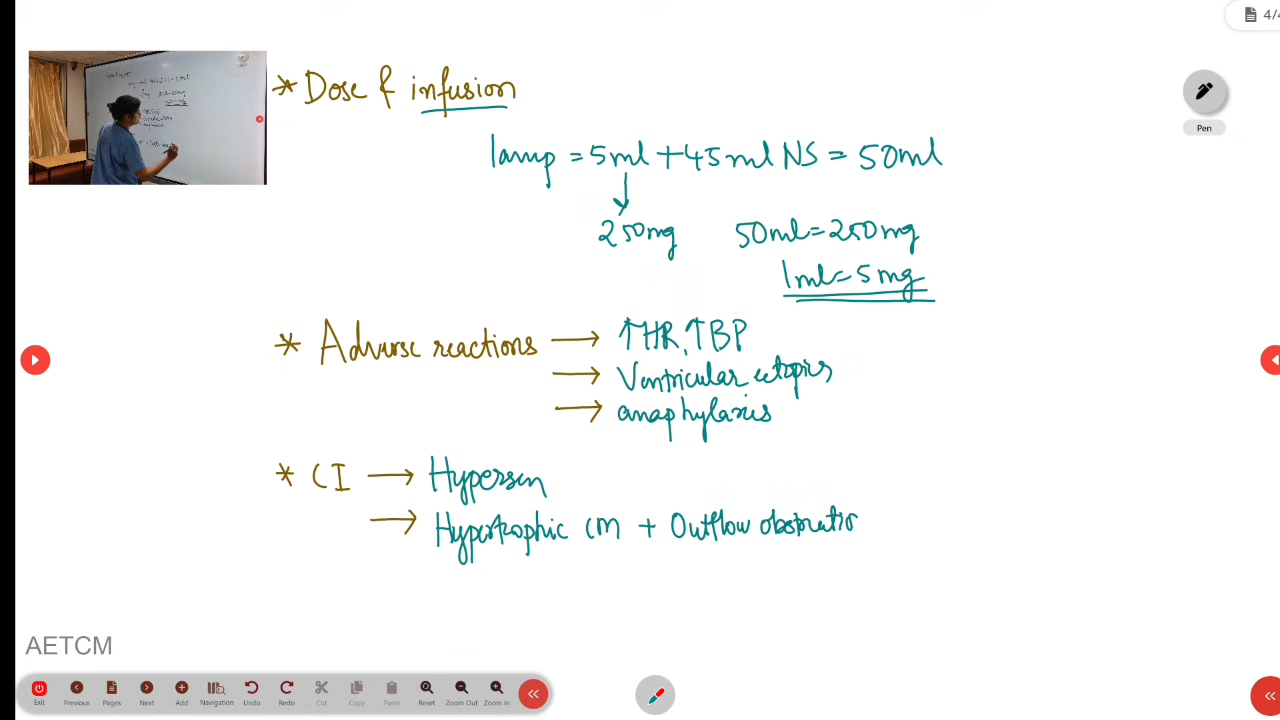 4/4
Pen
* Dose & infusion
1amp = 5ml + 45ml NS = 50ml
↓
250mg 50ml = 250mg
1ml = 5mg
* Adverse reactions → ↑HR, ↑BP
→ Ventricular ectopics
→ anaphylaxis
* CI → Hypersen
→ Hypertrophic CM + Outflow obstructio
AETCM
Exit Previous Pages Next Add Navigation Undo Redo Cut Copy Paste Reset Zoom Out Zoom In